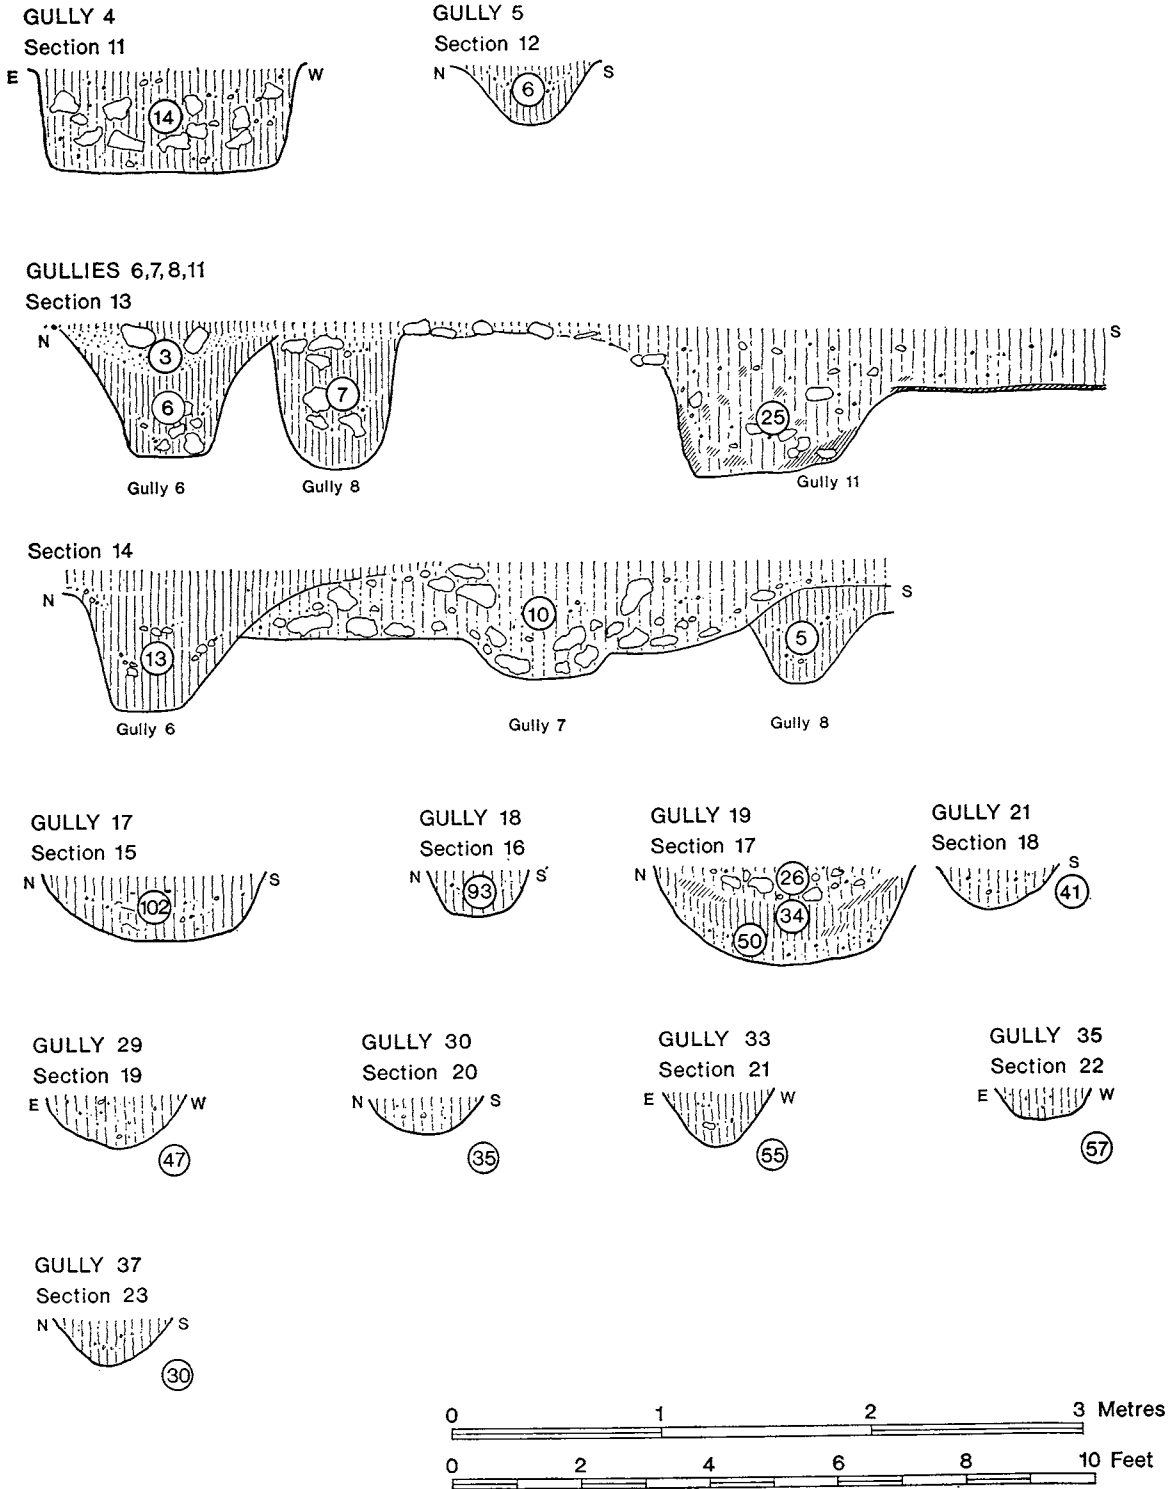 GULLY 4
Section 11
E W
14
GULLY 5
Section 12
N S
6
GULLIES 6,7,8,11
Section 13
N S
3
6
7
25
Gully 6 Gully 8 Gully 11
Section 14
N S
13
10
5
Gully 6 Gully 7 Gully 8
GULLY 17
Section 15
N S
102
GULLY 18
Section 16
N S
93
GULLY 19
Section 17
N
26
34
50
GULLY 21
Section 18
S
41
GULLY 29
Section 19
E W
47
GULLY 30
Section 20
N S
35
GULLY 33
Section 21
E W
55
GULLY 35
Section 22
E W
57
GULLY 37
Section 23
N S
30
0 1 2 3 Metres
0 2 4 6 8 10 Feet